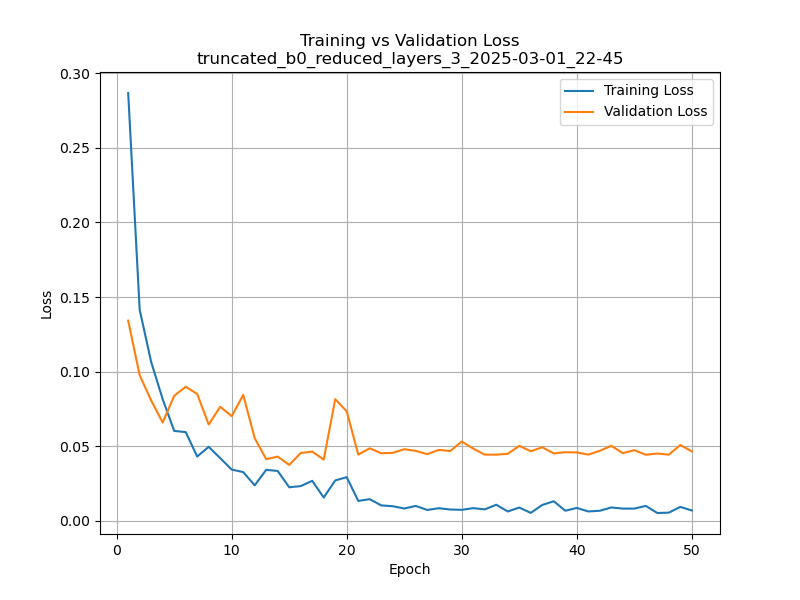 Training vs Validation Loss
truncated_b0_reduced_layers_3_2025-03-01_22-45
Training Loss
Validation Loss
Loss
0.30
0.25
0.20
0.15
0.10
0.05
0.00
0 10 20 30 40 50
Epoch